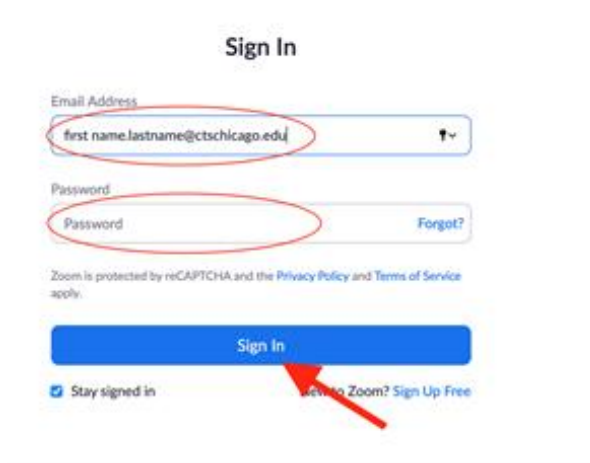 Sign In
Email Address
first name.lastname@ctschicago.edu
Password
Password Forgot?
Zoom is protected by reCAPTCHA and the Privacy Policy and Terms of Service
apply.
Sign In
Stay signed in New to Zoom? Sign Up Free